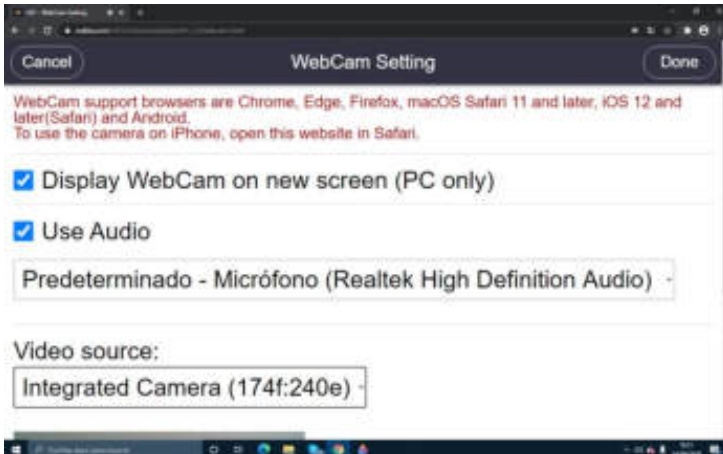 Cancel
WebCam Setting
Done
WebCam support browsers are Chrome, Edge, Firefox, macOS Safari 11 and later, iOS 12 and
later(Safari) and Android.
To use the camera on iPhone, open this website in Safari.
Display WebCam on new screen (PC only)
Use Audio
Predeterminado - Micrófono (Realtek High Definition Audio)
Video source:
Integrated Camera (174f:240e)